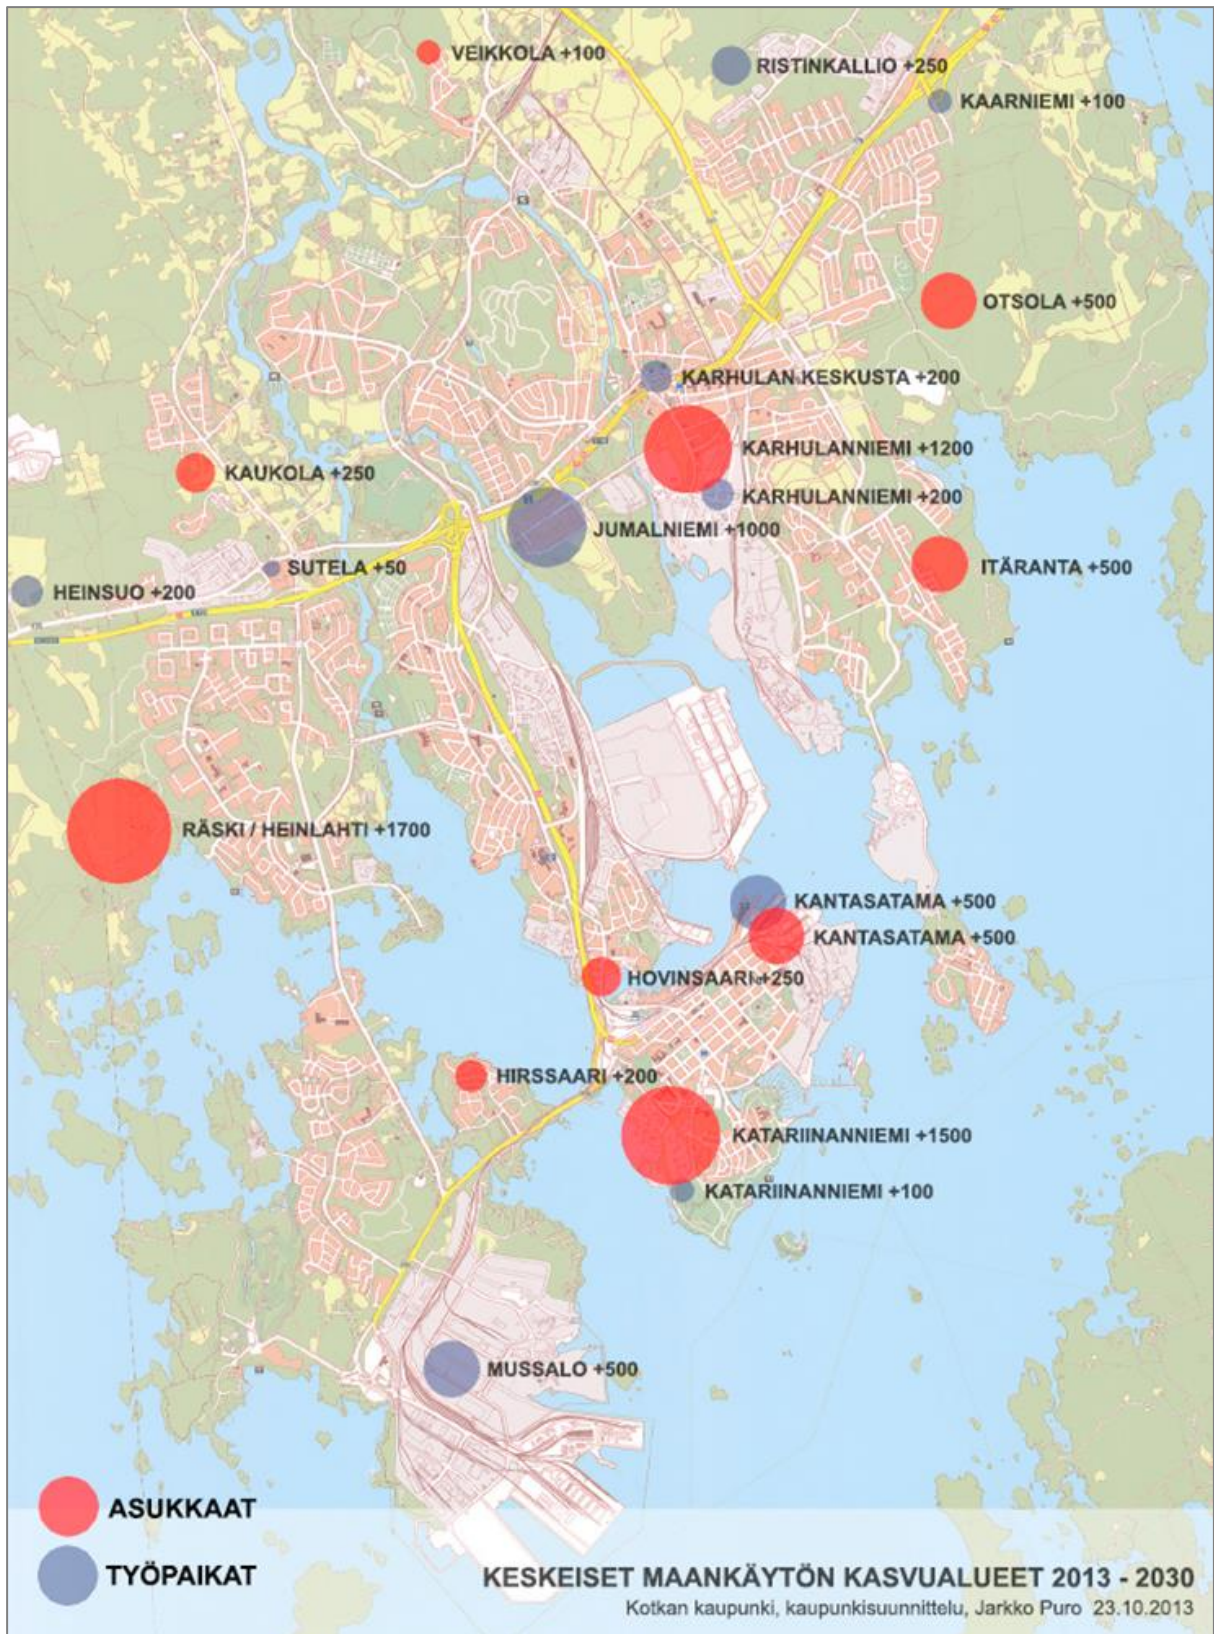 VEIKKOLA +100
RISTINKALLIO +250
KAARNIEMI +100
OTSOLA +500
KARHULAN KESKUSTA +200
KARHULANNIEMI +1200
KAUKOLA +250
KARHULANNIEMI +200
JUMALNIEMI +1000
SUTELA +50
ITÄRANTA +500
HEINSUO +200
RÄSKI / HEINLAHTI +1700
KANTASATAMA +500
KANTASATAMA +500
HOVINSAARI +250
HIRSSAARI +200
KATARIINANNIEMI +1500
KATARIINANNIEMI +100
MUSSALO +500
ASUKKAAT
TYÖPAIKAT
KESKEISET MAANKÄYTÖN KASVUALUEET 2013 - 2030
Kotkan kaupunki, kaupunkisuunnittelu, Jarkko Puro 23.10.2013